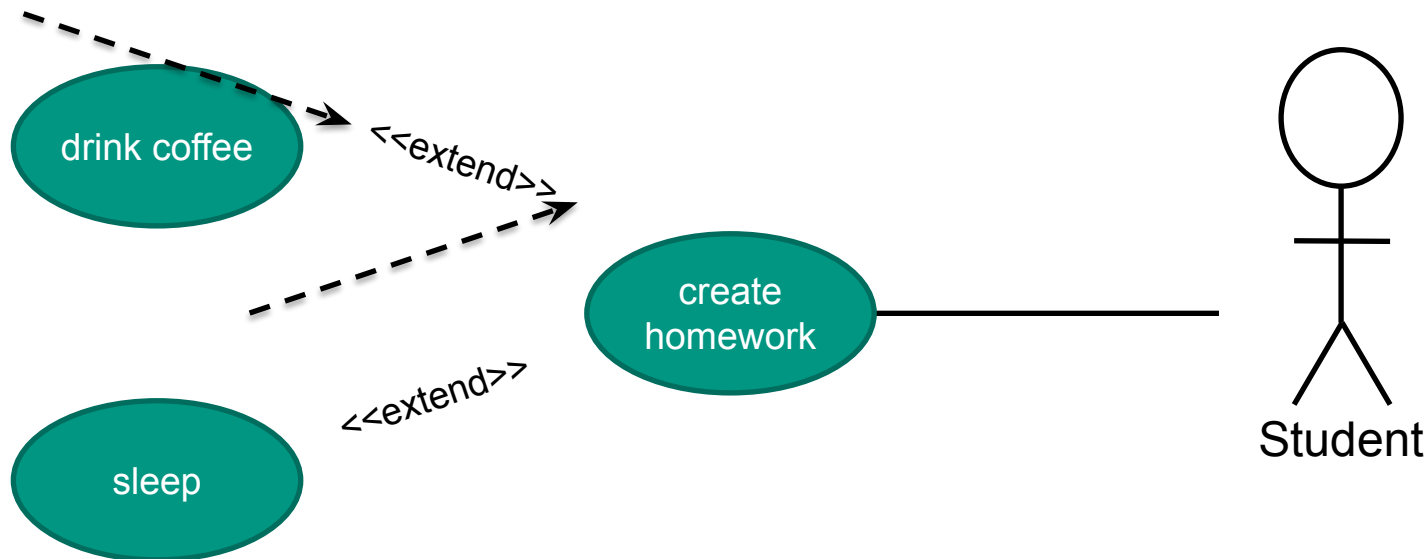 drink coffee
<<extend>>
create
homework
<<extend>>
sleep
Student